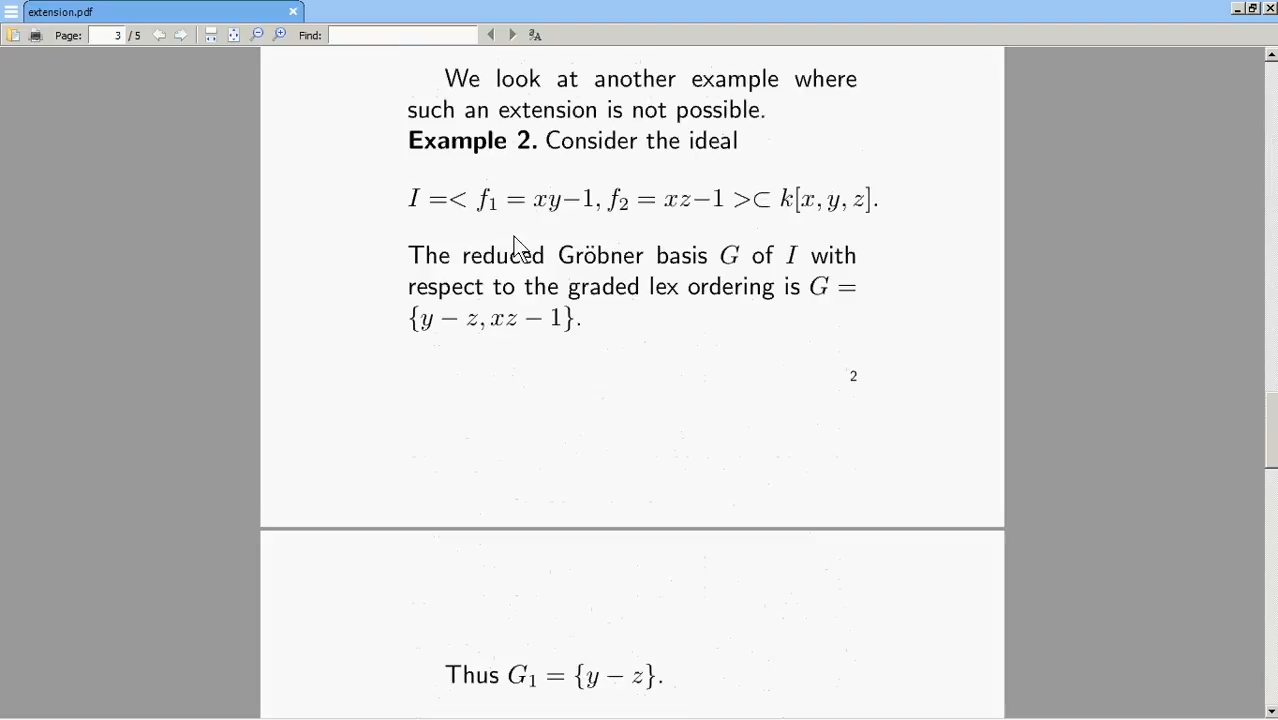 extension.pdf
Page: 3 / 5 Find:
We look at another example where
such an extension is not possible.
Example 2. Consider the ideal
I =< f₁ = xy−1, f₂ = xz−1 >⊂ k[x, y, z].
The reduced Gröbner basis G of I with
respect to the graded lex ordering is G =
{y − z, xz − 1}.
2
Thus G₁ = {y − z}.